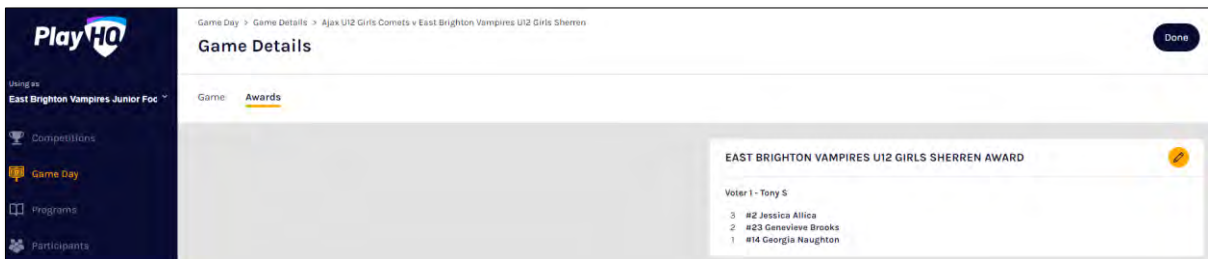 PlayHQ
Game Day > Game Details > Ajax U12 Girls Comets v East Brighton Vampires U12 Girls Sherren
Game Details
Done
Using as
East Brighton Vampires Junior Foc
Game
Awards
Competitions
Game Day
Programs
Participants
EAST BRIGHTON VAMPIRES U12 GIRLS SHERREN AWARD
Voter 1 - Tony S
3 #2 Jessica Allica
2 #23 Genevieve Brooks
1 #14 Georgia Naughton